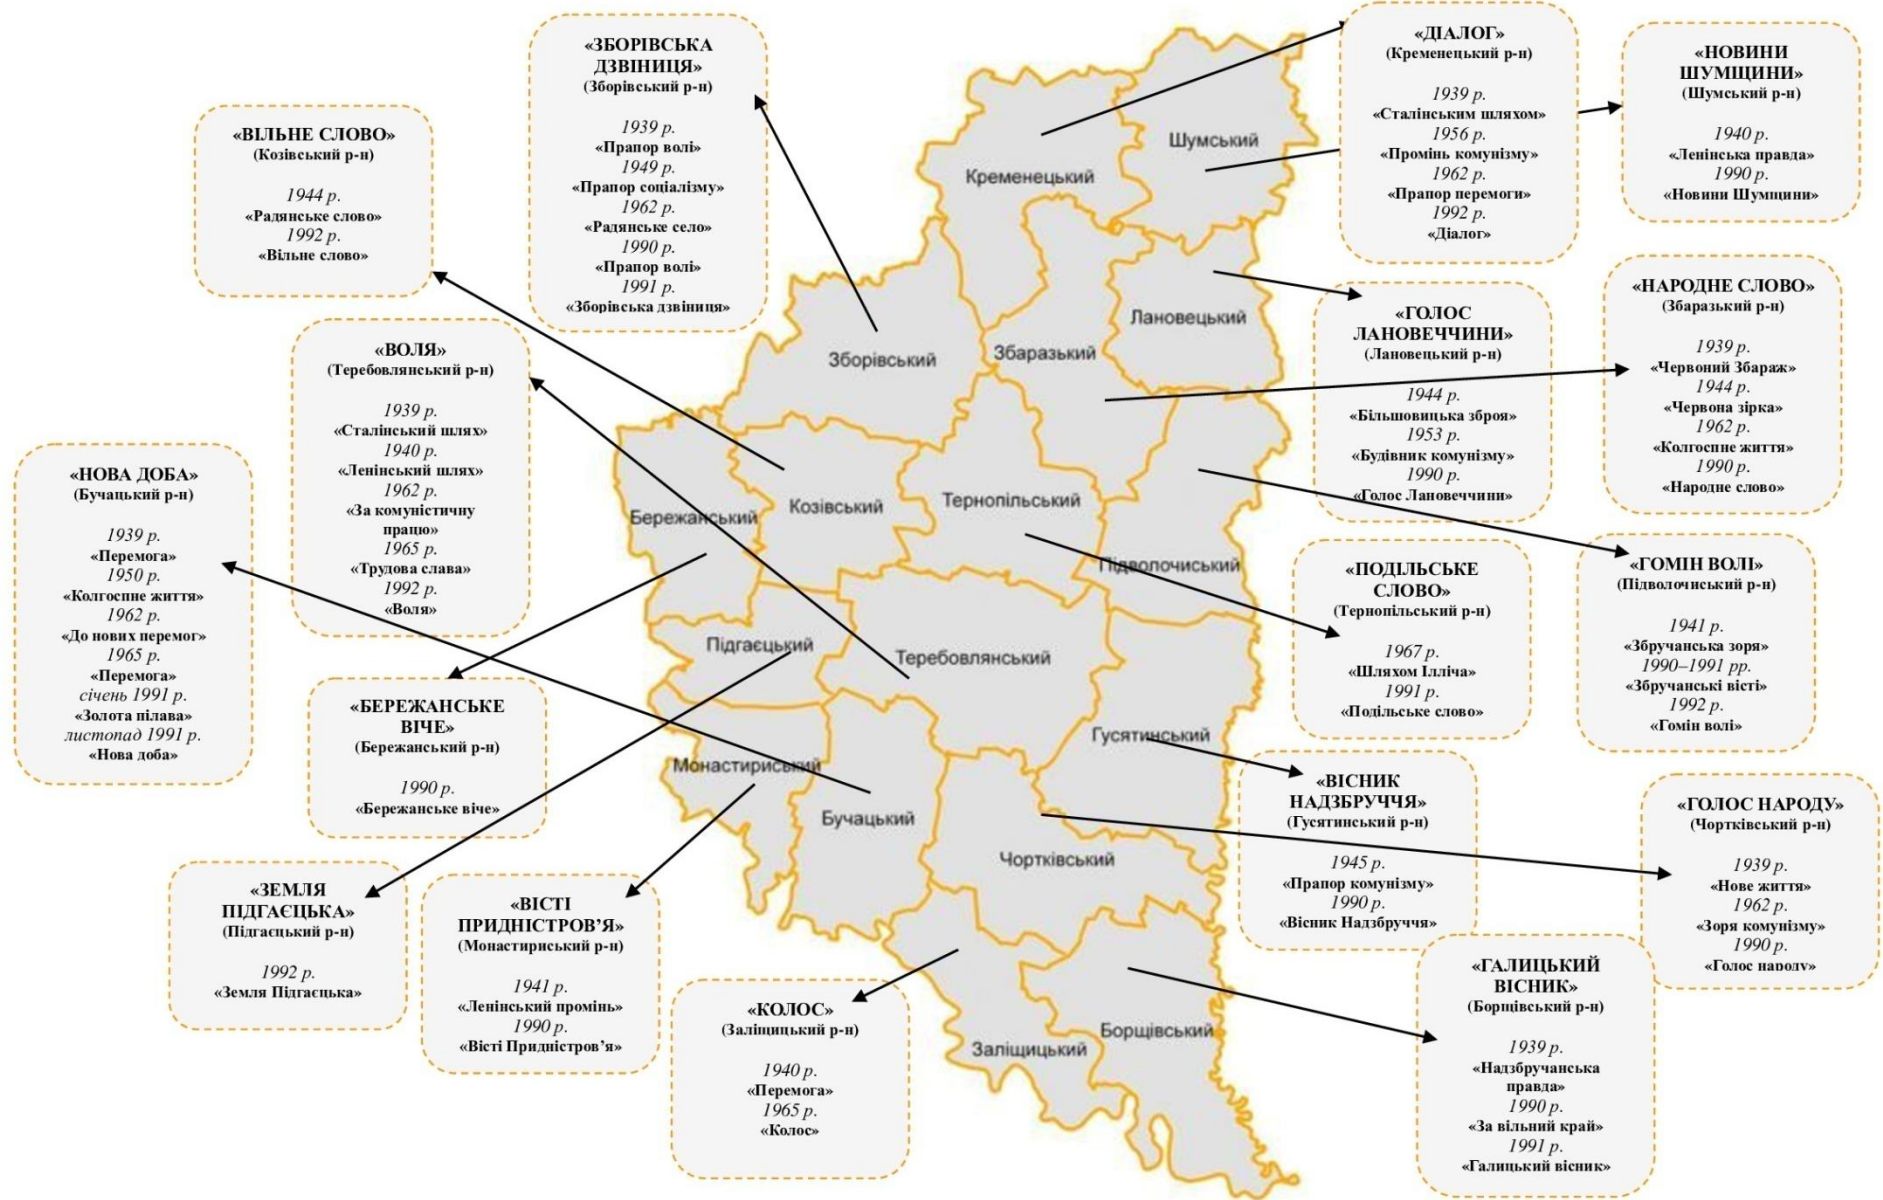 «ДІАЛОГ»
(Кременецький р-н)
1939 р.
«Сталінським шляхом»
1956 р.
«Промінь комунізму»
1962 р.
«Прапор перемоги»
1992 р.
«Діалог»
«ЗБОРІВСЬКА
ДЗВІНИЦЯ»
(Зборівський р-н)
1939 р.
«Прапор волі»
1949 р.
«Прапор соціалізму»
1962 р.
«Радянське село»
1990 р.
«Прапор волі»
1991 р.
«Зборівська дзвіниця»
«НОВИНИ
ШУМЩИНИ»
(Шумський р-н)
1940 р.
«Ленінська правда»
1990 р.
«Новини Шумщини»
«ВІЛЬНЕ СЛОВО»
(Козівський р-н)
1944 р.
«Радянське слово»
1992 р.
«Вільне слово»
«НАРОДНЕ СЛОВО»
(Збаразький р-н)
1939 р.
«Червоний Збараж»
1944 р.
«Червона зірка»
1962 р.
«Колгоспне життя»
1990 р.
«Народне слово»
«ГОЛОС
ЛАНОВЕЧЧИНИ»
(Лановецький р-н)
1944 р.
«Більшовицька зброя»
1953 р.
«Будівник комунізму»
1990 р.
«Голос Лановеччини»
«ВОЛЯ»
(Теребовлянський р-н)
1939 р.
«Сталінський шлях»
1940 р.
«Ленінський шлях»
1962 р.
«За комуністичну
працю»
1965 р.
«Трудова слава»
1992 р.
«Воля»
«НОВА ДОБА»
(Бучацький р-н)
1939 р.
«Перемога»
1950 р.
«Колгоспне життя»
1962 р.
«До нових перемог»
1965 р.
«Перемога»
січень 1991 р.
«Золота пілава»
листопад 1991 р.
«Нова доба»
«ГОМІН ВОЛІ»
(Підволочиський р-н)
1941 р.
«Збручанська зоря»
1990–1991 рр.
«Збручанські вісті»
1992 р.
«Гомін волі»
«ПОДІЛЬСЬКЕ
СЛОВО»
(Тернопільський р-н)
1967 р.
«Шляхом Ілліча»
1991 р.
«Подільське слово»
«БЕРЕЖАНСЬКЕ
ВІЧЕ»
(Бережанський р-н)
1990 р.
«Бережанське віче»
«ВІСНИК
НАДЗБРУЧЧЯ»
(Гусятинський р-н)
1945 р.
«Прапор комунізму»
1990 р.
«Вісник Надзбруччя»
«ГОЛОС НАРОДУ»
(Чортківський р-н)
1939 р.
«Нове життя»
1962 р.
«Зоря комунізму»
1990 р.
«Голос народу»
«ЗЕМЛЯ
ПІДГАЄЦЬКА»
(Підгаєцький р-н)
1992 р.
«Земля Підгаєцька»
«ВІСТІ
ПРИДНІСТРОВ’Я»
(Монастириський р-н)
1941 р.
«Ленінський промінь»
1990 р.
«Вісті Придністров’я»
«КОЛОС»
(Заліщицький р-н)
1940 р.
«Перемога»
1965 р.
«Колос»
«ГАЛИЦЬКИЙ
ВІСНИК»
(Борщівський р-н)
1939 р.
«Надзбручанська
правда»
1990 р.
«За вільний край»
1991 р.
«Галицький вісник»
Шумський
Кременецький
Лановецький
Збаразький
Зборівський
Тернопільський
Козівський
Бережанський
Підволочиський
Підгаєцький
Теребовлянський
Гусятинський
Монастириський
Бучацький
Чортківський
Борщівський
Заліщицький